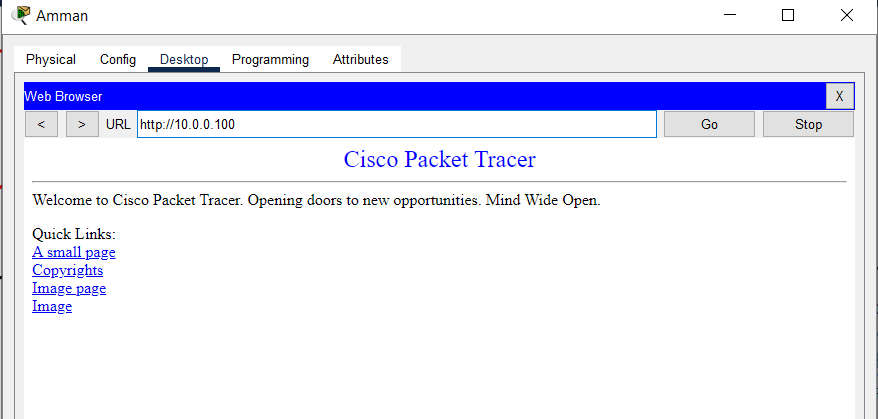 Amman
Physical Config Desktop Programming Attributes
Web Browser X
< > URL http://10.0.0.100 Go Stop
Cisco Packet Tracer
Welcome to Cisco Packet Tracer. Opening doors to new opportunities. Mind Wide Open.
Quick Links:
A small page
Copyrights
Image page
Image